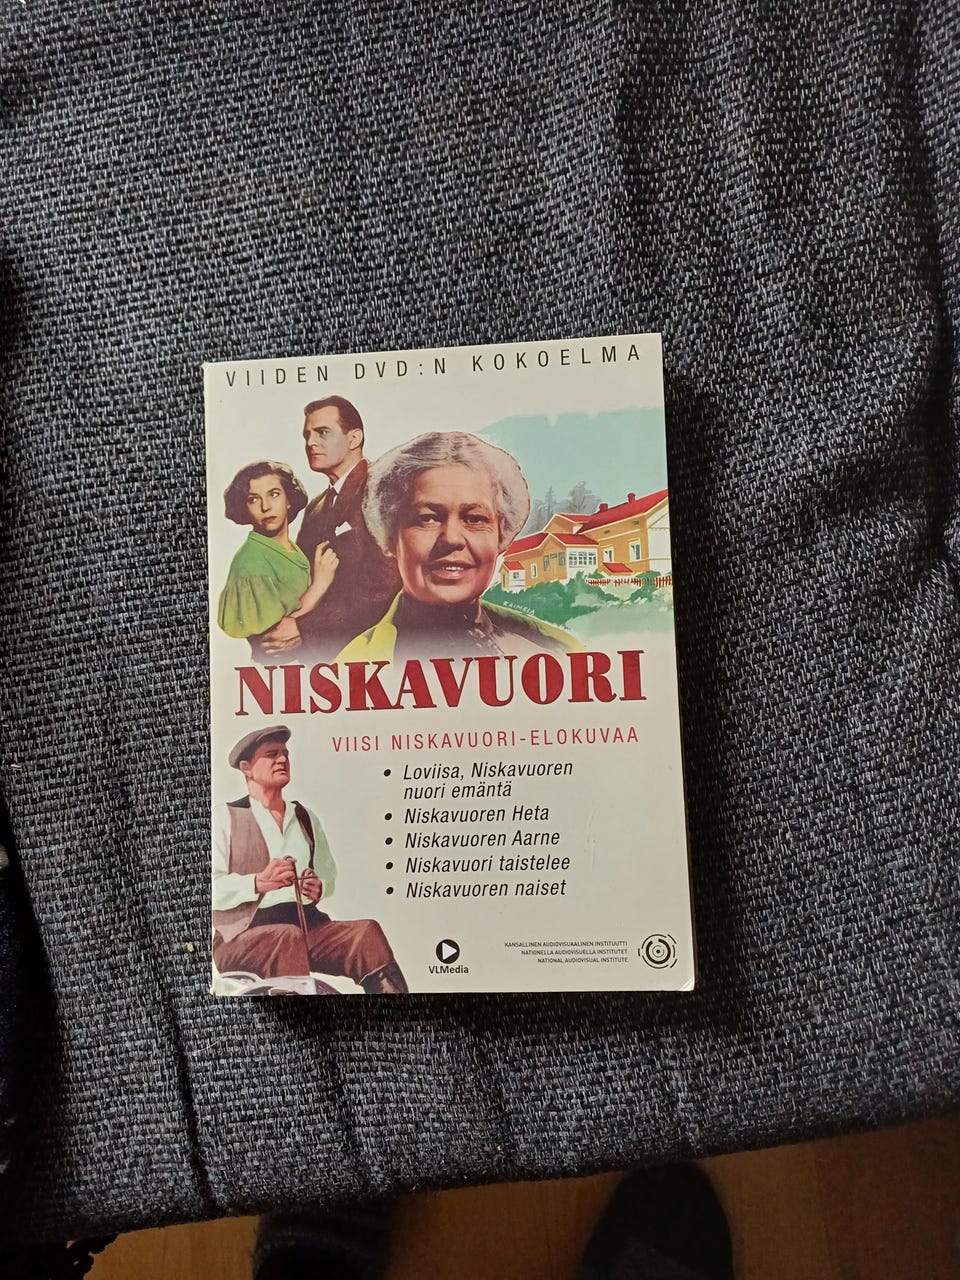 VIIDEN DVD:N KOKOELMA
RAIMELA
NISKAVUORI
VIISI NISKAVUORI-ELOKUVAA
• Loviisa, Niskavuoren
nuori emäntä
• Niskavuoren Heta
• Niskavuoren Aarne
• Niskavuori taistelee
• Niskavuoren naiset
VLMedia
KANSALLINEN AUDIOVISUAALINEN INSTITUUTTI
NATIONELLA AUDIOVISUELLA INSTITUTET
NATIONAL AUDIOVISUAL INSTITUTE